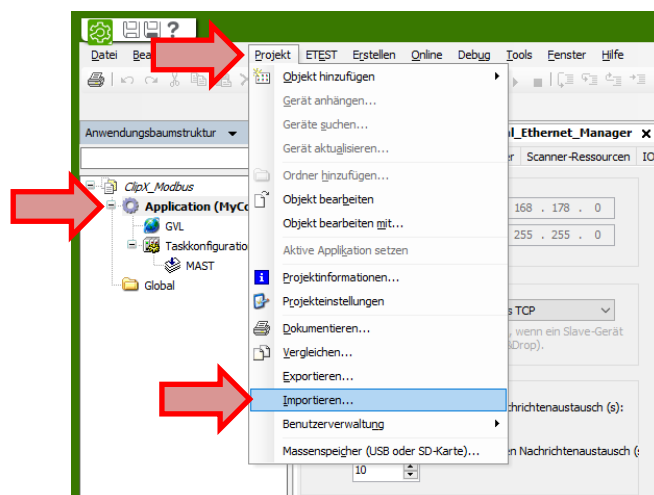 ?
Datei Bea Projekt ETEST Erstellen Online Debug Tools Fenster Hilfe
Objekt hinzufügen
Gerät anhängen...
Anwendungsbaumstruktur
Geräte suchen...
l_Ethernet_Manager
Gerät aktualisieren...
Scanner-Ressourcen IO
ClipX_Modbus
Ordner hinzufügen...
Application (MyCo
Objekt bearbeiten
168 . 178 . 0
GVL
Objekt bearbeiten mit...
255 . 255 . 0
Taskkonfiguratio
Aktive Applikation setzen
MAST
Projektinformationen...
Global
Projekteinstellungen
s TCP
Dokumentieren...
, wenn ein Slave-Gerät
Vergleichen...
&Drop).
Exportieren...
Importieren...
chrichtenaustausch (s):
Benutzerverwaltung
Massenspeicher (USB oder SD-Karte)...
en Nachrichtenaustausch (
10